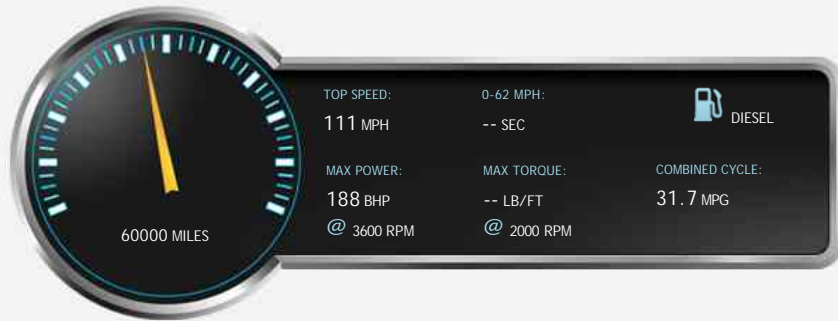 TOP SPEED:
111 MPH
0-62 MPH:
-- SEC
DIESEL
MAX POWER:
188 BHP
@ 3600 RPM
MAX TORQUE:
-- LB/FT
@ 2000 RPM
COMBINED CYCLE:
31.7 MPG
60000 MILES